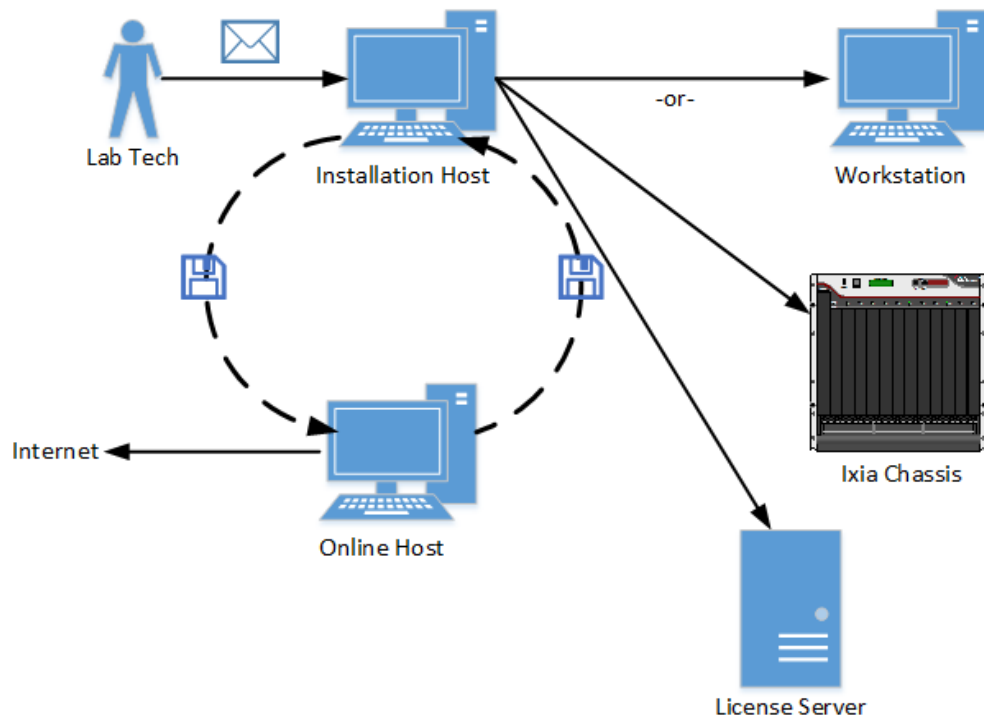 Lab Tech
Installation Host
-or-
Workstation
Ixia Chassis
Internet
Online Host
License Server